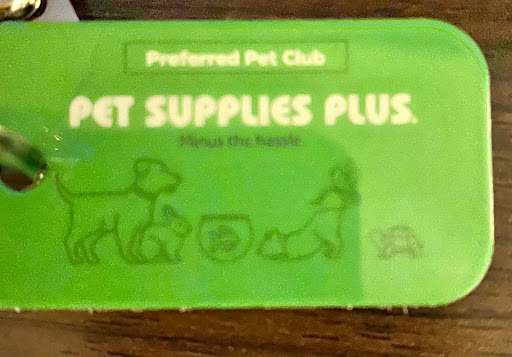 Preferred Pet Club
PET SUPPLIES PLUS.
Minus the hassle